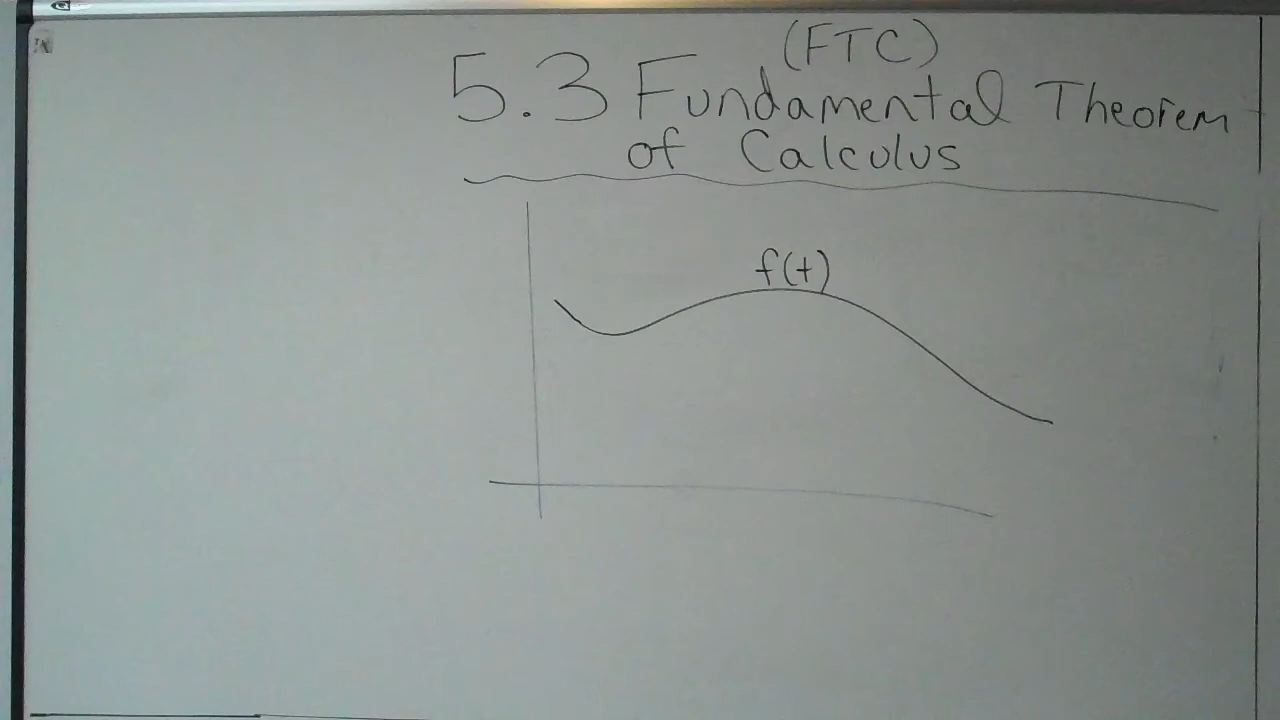 (FTC)
5.3 Fundamental Theorem
of Calculus
f(t)